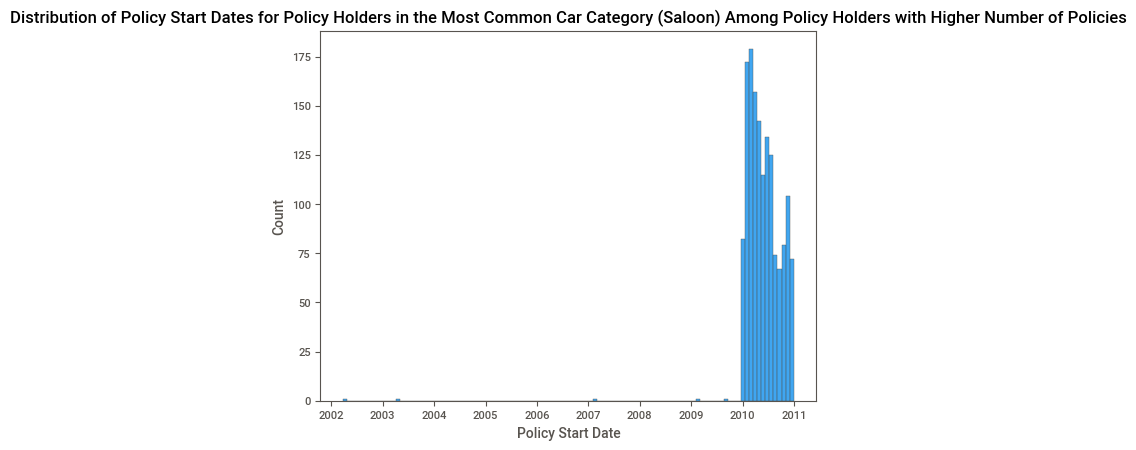 Distribution of Policy Start Dates for Policy Holders in the Most Common Car Category (Saloon) Among Policy Holders with Higher Number of Policies
175
150
125
100
75
50
25
0
Count
2002 2003 2004 2005 2006 2007 2008 2009 2010 2011
Policy Start Date